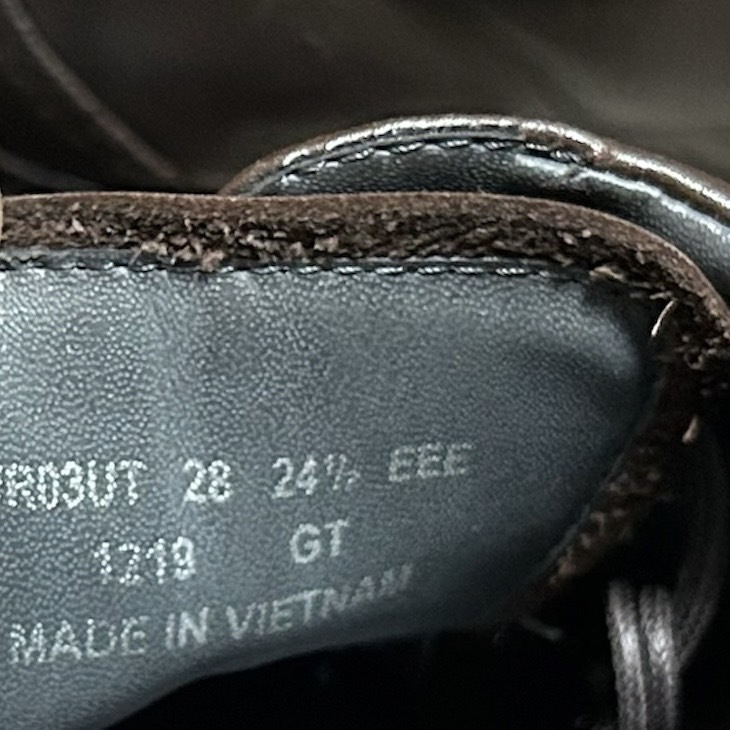 R03UT 28 24½ EEE
1219 GT
MADE IN VIETNAM